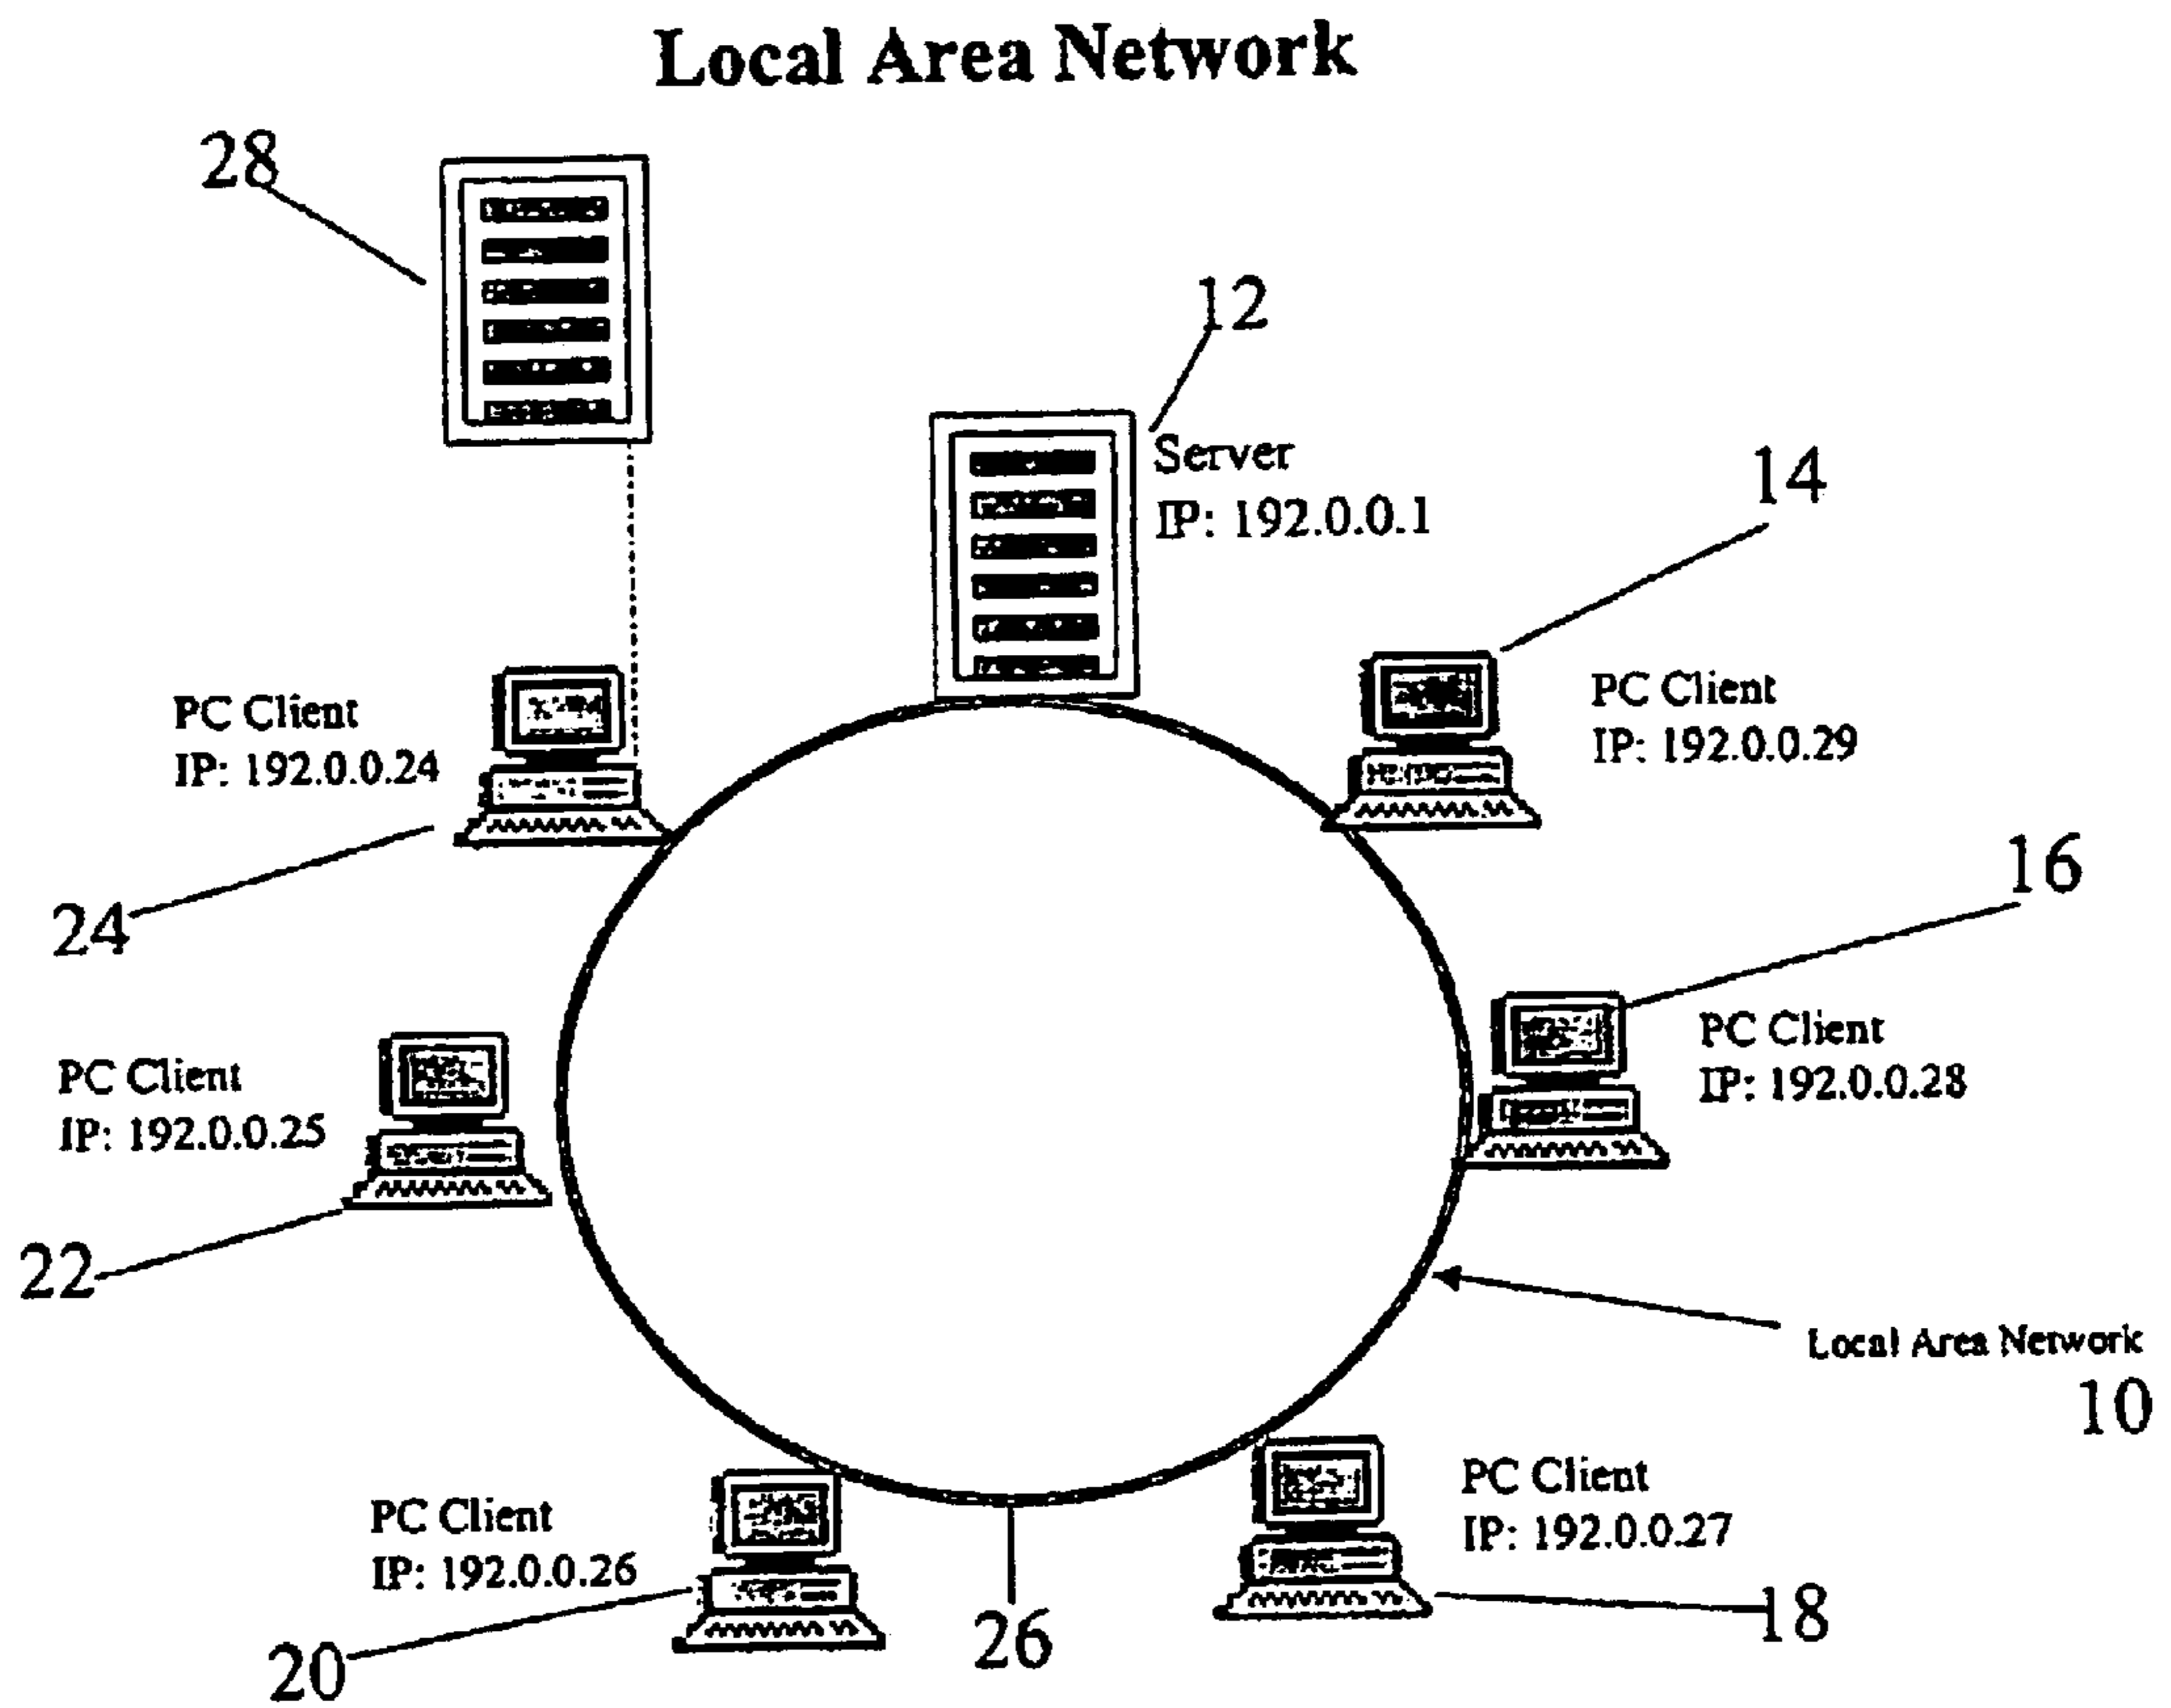 Local Area Network
28
12
Server
IP: 192.0.0.1
14
PC Client
IP: 192.0.0.24
PC Client
IP: 192.0.0.29
24
16
PC Client
IP: 192.0.0.25
PC Client
IP: 192.0.0.28
22
Local Area Network
10
PC Client
IP: 192.0.0.26
PC Client
IP: 192.0.0.27
20
26
18